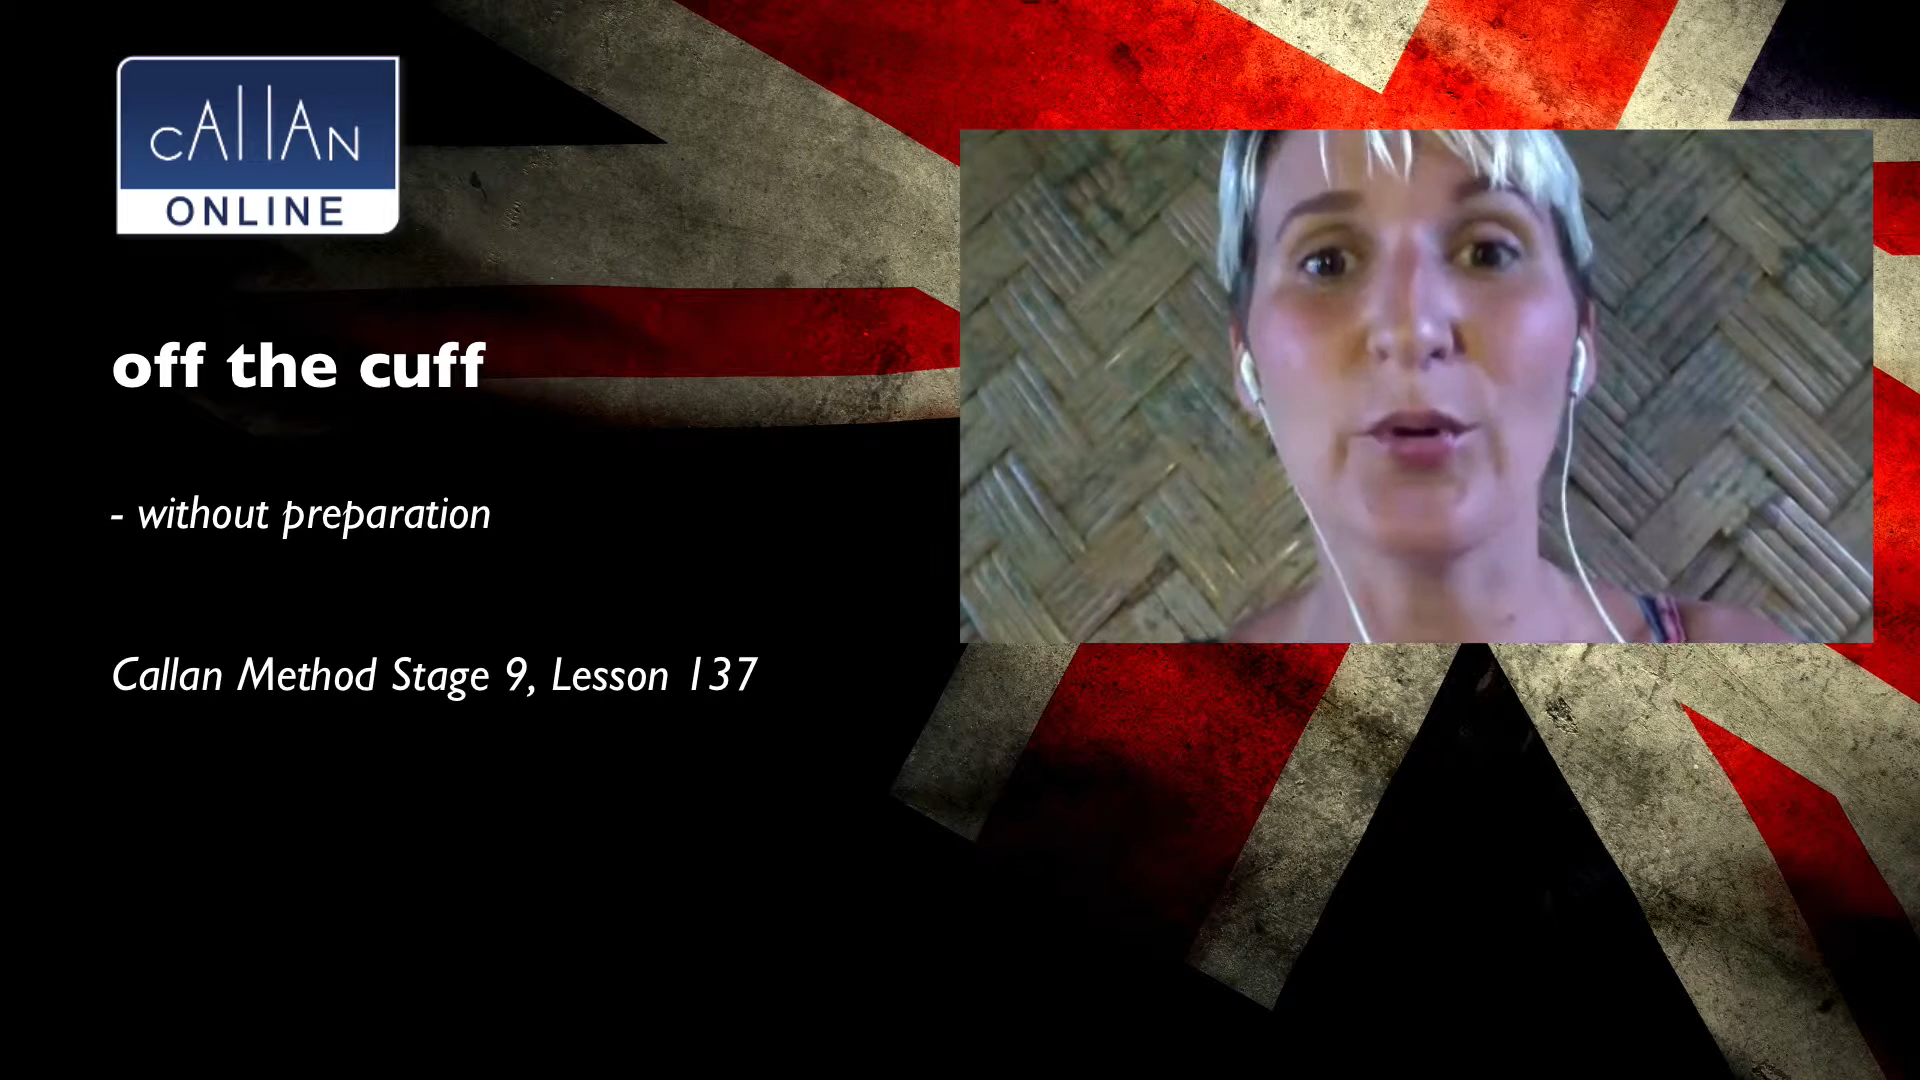 CAllAN
ONLINE
off the cuff
- without preparation
Callan Method Stage 9, Lesson 137